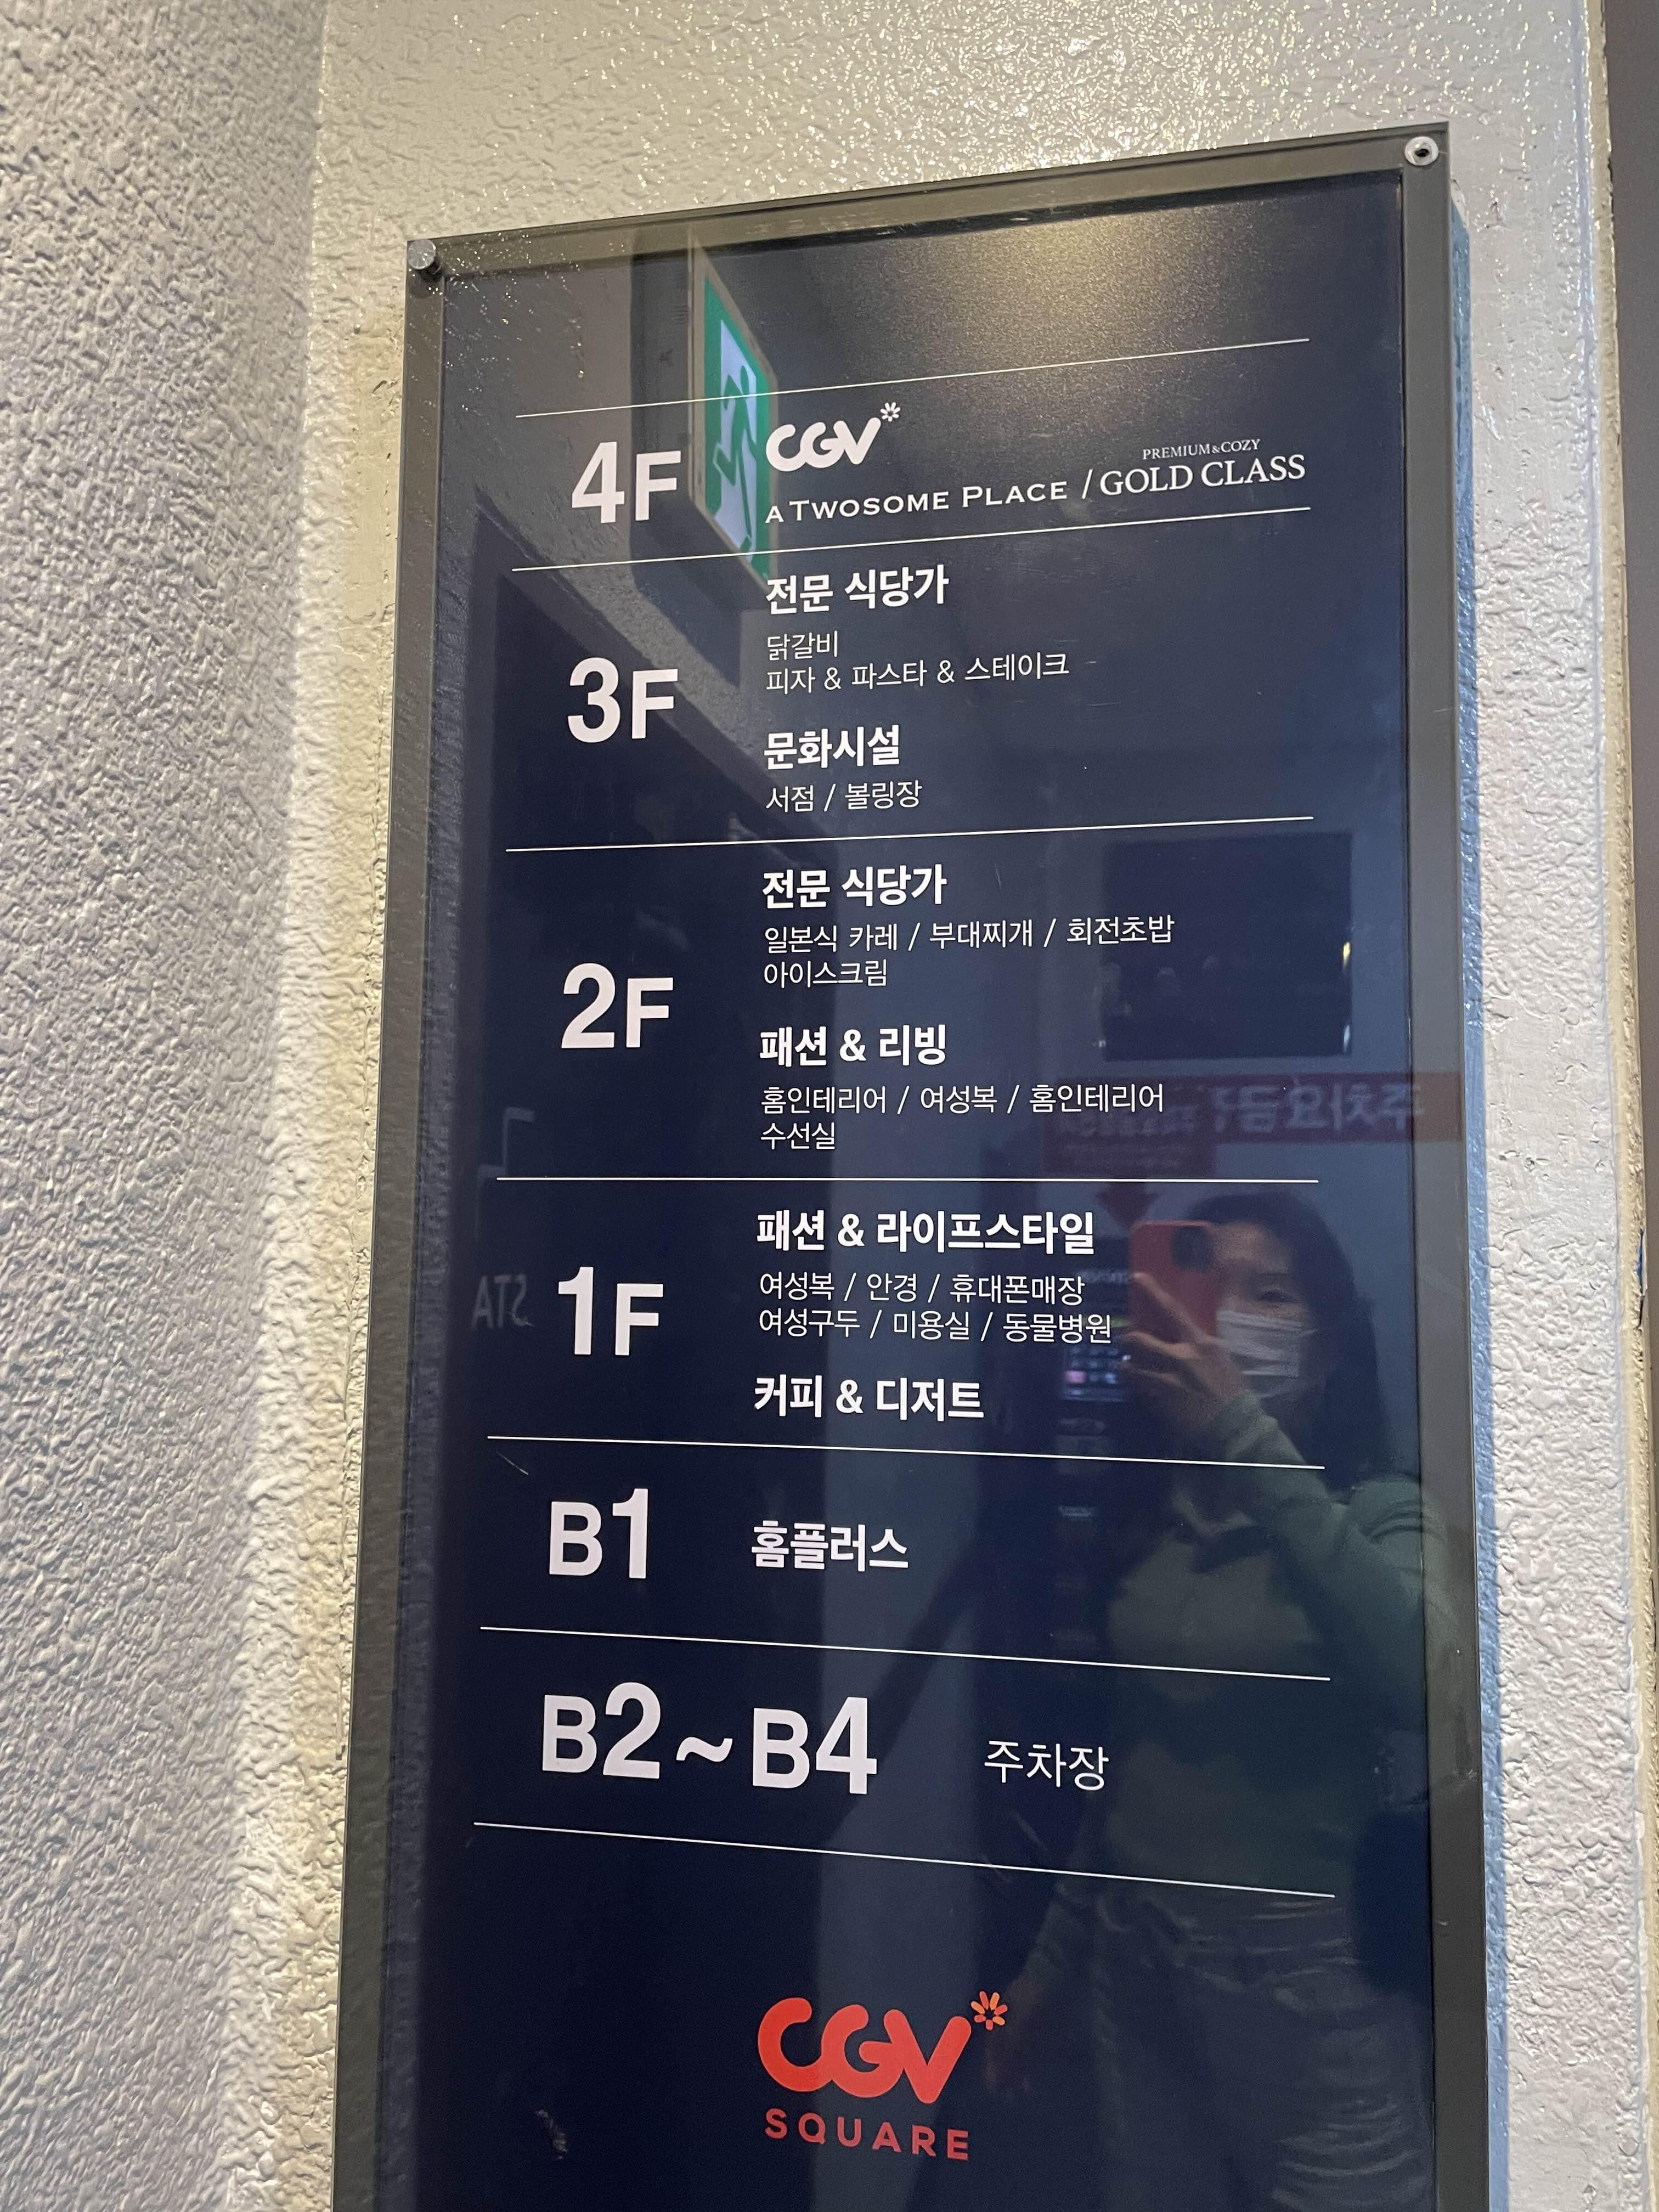 4F
CGV
PREMIUM&COZY
A TWOSOME PLACE / GOLD CLASS
3F
전문 식당가
닭갈비
피자 & 파스타 & 스테이크
문화시설
서점 / 볼링장
2F
전문 식당가
일본식 카레 / 부대찌개 / 회전초밥
아이스크림
패션 & 리빙
홈인테리어 / 여성복 / 홈인테리어
수선실
1F
패션 & 라이프스타일
여성복 / 안경 / 휴대폰매장
여성구두 / 미용실 / 동물병원
커피 & 디저트
B1 홈플러스
B2~B4 주차장
CGV
SQUARE